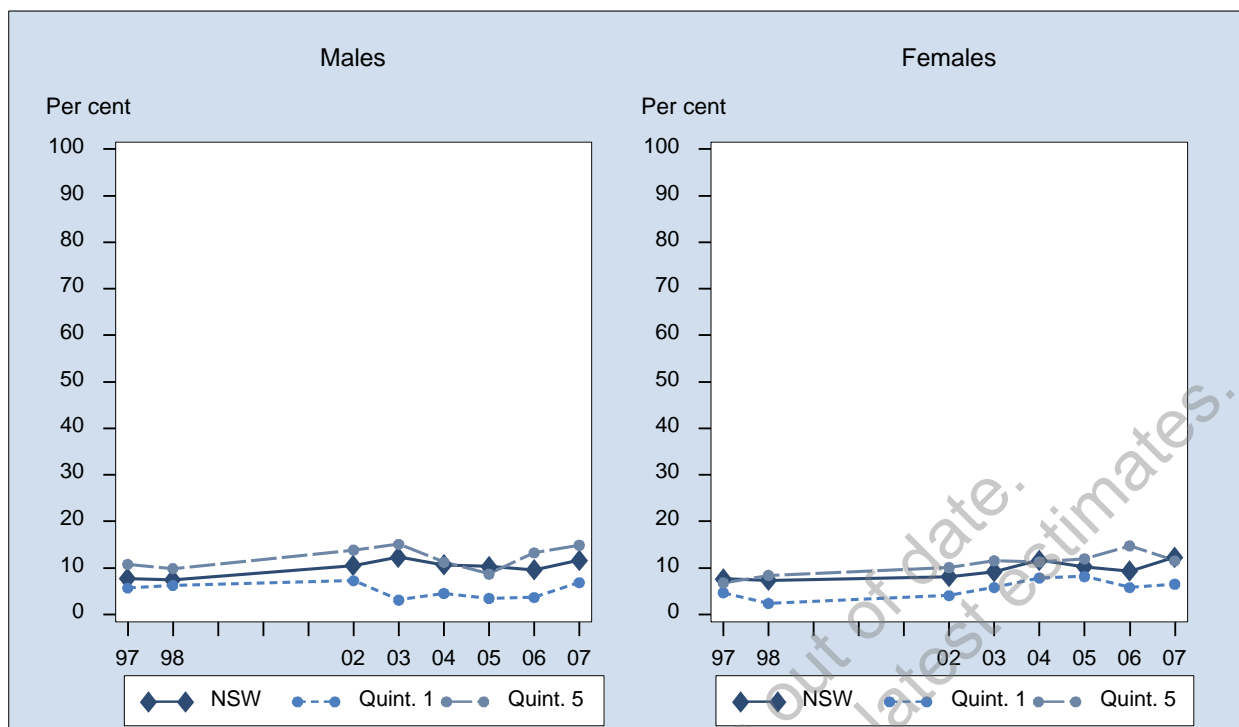 Males
Per cent
100
90
80
70
60
50
40
30
20
10
0
97 98 02 03 04 05 06 07
NSW Quint. 1 Quint. 5
Females
Per cent
100
90
80
70
60
50
40
30
20
10
0
97 98 02 03 04 05 06 07
NSW Quint. 1 Quint. 5
out of date.
latest estimates.